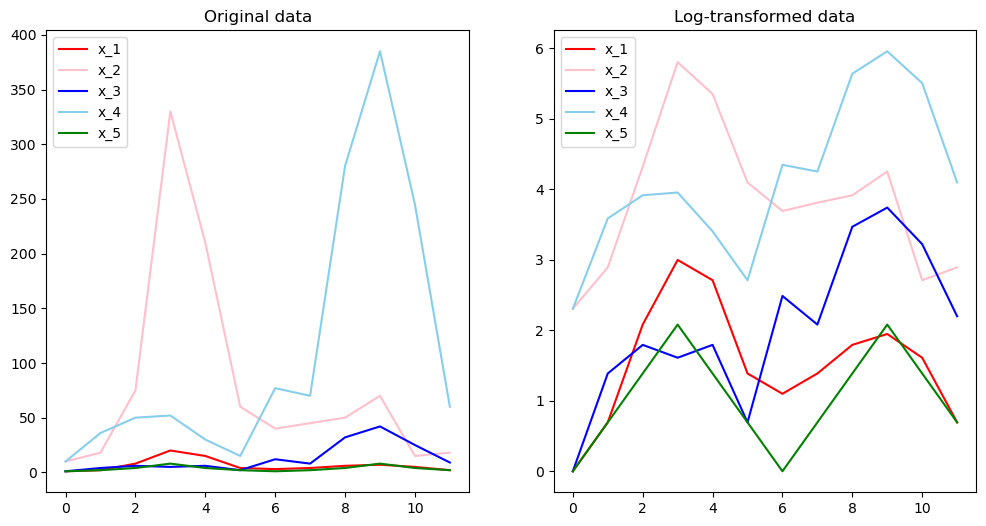 Original data
400
350
300
250
200
150
100
50
0
0 2 4 6 8 10
x_1
x_2
x_3
x_4
x_5
Log-transformed data
6
5
4
3
2
1
0
0 2 4 6 8 10
x_1
x_2
x_3
x_4
x_5